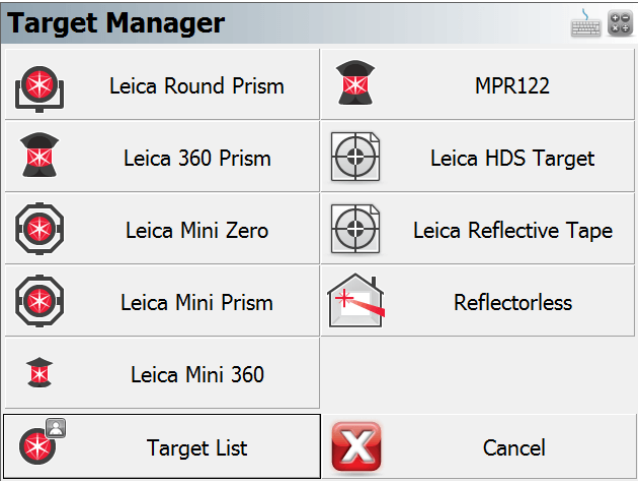 Target Manager
Leica Round Prism
MPR122
Leica 360 Prism
Leica HDS Target
Leica Mini Zero
Leica Reflective Tape
Leica Mini Prism
Reflectorless
Leica Mini 360
Target List
Cancel